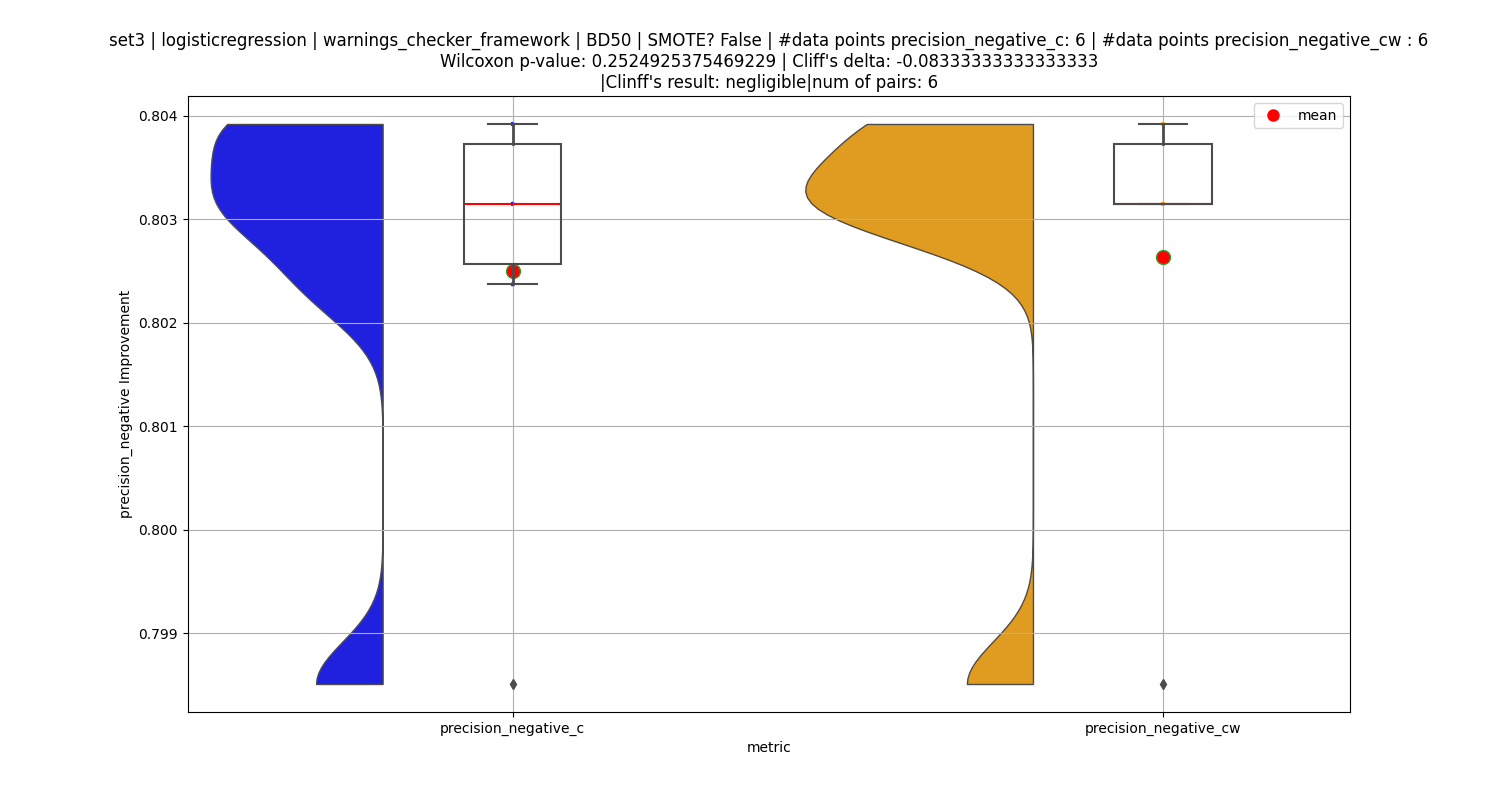 set3 | logisticregression | warnings_checker_framework | BD50 | SMOTE? False | #data points precision_negative_c: 6 | #data points precision_negative_cw : 6
Wilcoxon p-value: 0.2524925375469229 | Cliff's delta: -0.08333333333333333
|Clinff's result: negligible|num of pairs: 6
mean
0.804
0.803
0.802
0.801
0.800
0.799
precision_negative Improvement
precision_negative_c
precision_negative_cw
metric